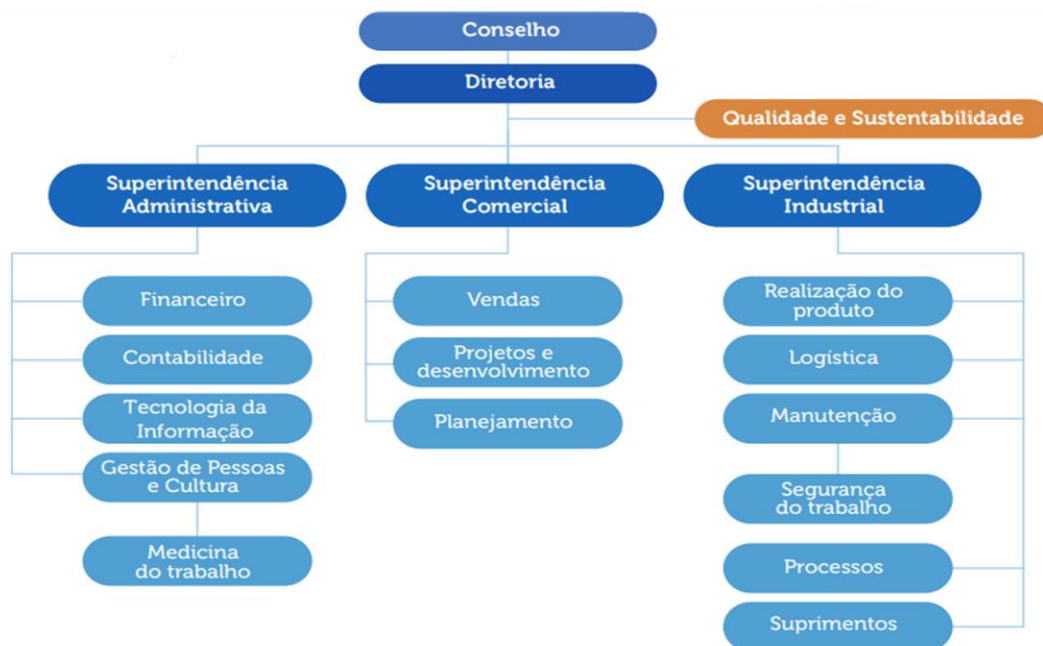 Conselho
Diretoria
Qualidade e Sustentabilidade
Superintendência
Administrativa
Superintendência
Comercial
Superintendência
Industrial
Financeiro
Contabilidade
Tecnologia da
Informação
Gestão de Pessoas
e Cultura
Medicina
do trabalho
Vendas
Projetos e
desenvolvimento
Planejamento
Realização do
produto
Logística
Manutenção
Segurança
do trabalho
Processos
Suprimentos